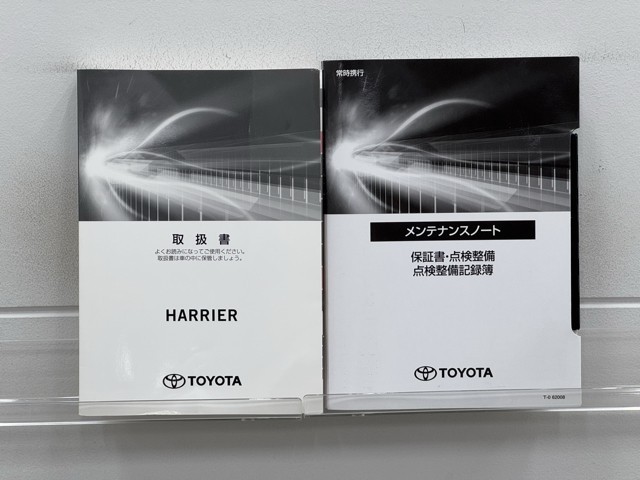 取扱書
よくお読みになってご使用ください。
取扱書は車の中に保管しましょう。
HARRIER
TOYOTA
常時携行
メンテナンスノート
保証書・点検整備
点検整備記録簿
TOYOTA